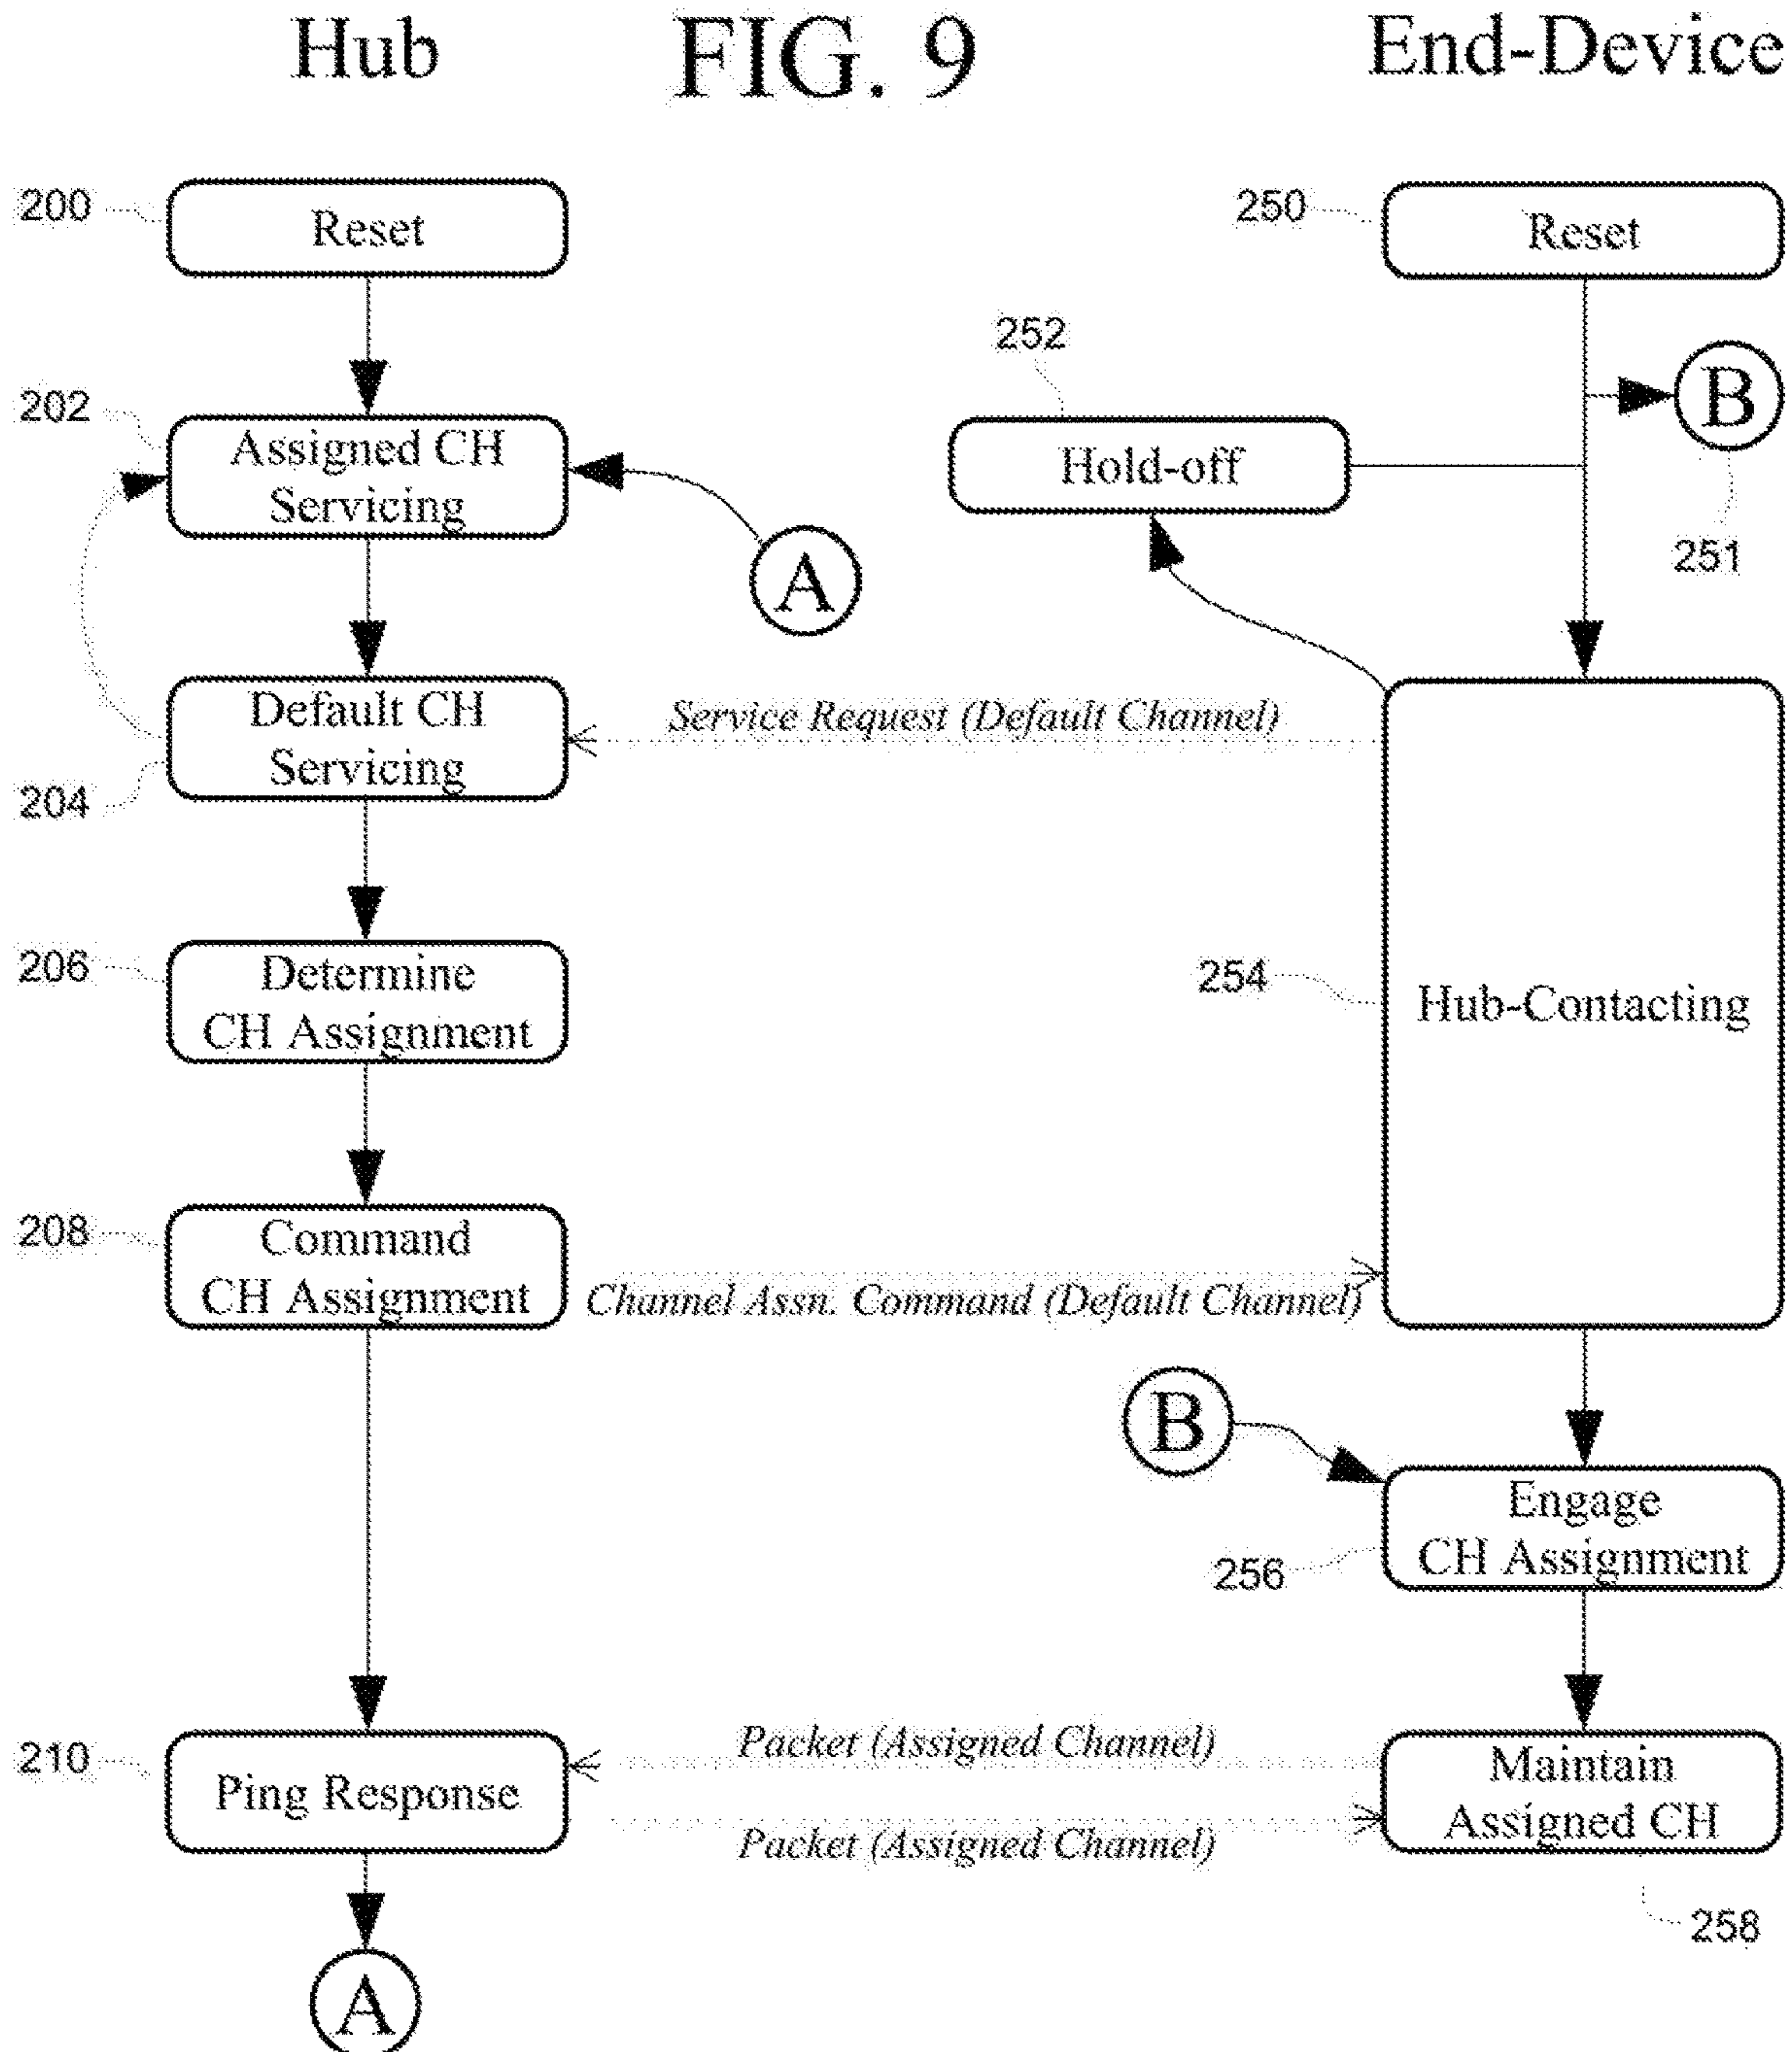 Hub FIG. 9 End-Device
200
Reset
250
Reset
252
B
202
Assigned CH
Servicing
Hold-off
251
A
Default CH
Servicing
204
Service Request (Default Channel)
206
Determine
CH Assignment
254
Hub-Contacting
208
Command
CH Assignment
Channel Assn. Command (Default Channel)
B
Engage
CH Assignment
256
210
Ping Response
Packet (Assigned Channel)
Packet (Assigned Channel)
Maintain
Assigned CH
258
A